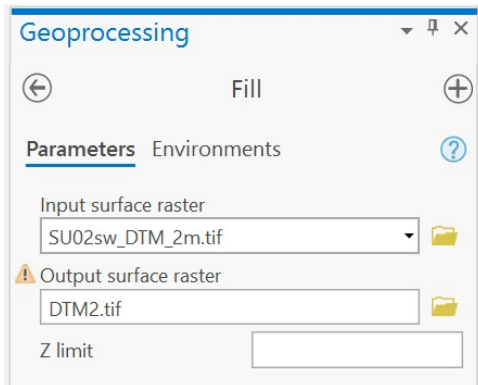 Geoprocessing
Fill
Parameters Environments
Input surface raster
SU02sw_DTM_2m.tif
Output surface raster
DTM2.tif
Z limit